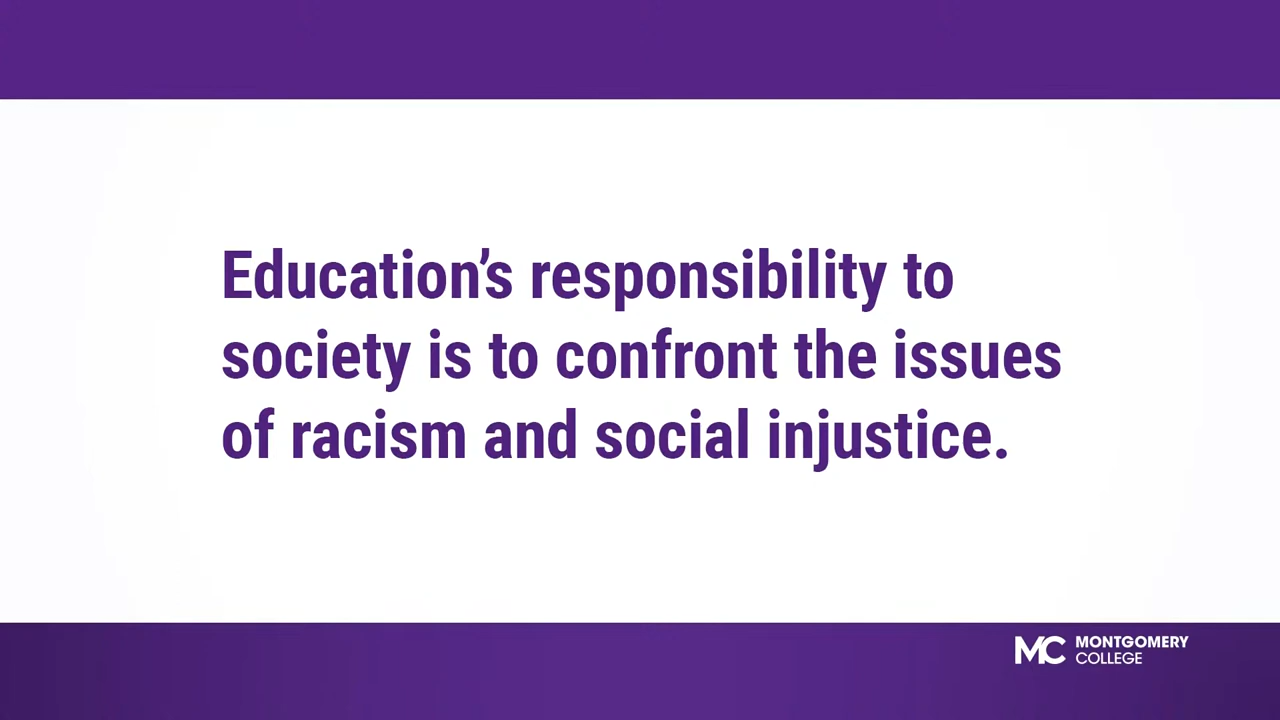 Education’s responsibility to
society is to confront the issues
of racism and social injustice.
MC MONTGOMERY
COLLEGE